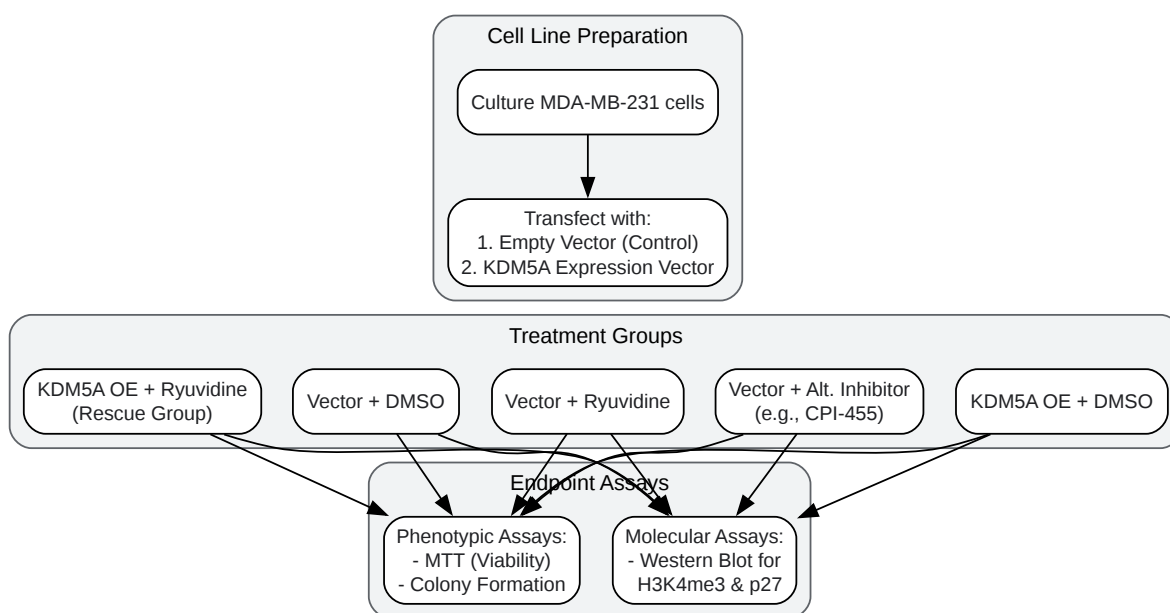 Cell Line Preparation
Culture MDA-MB-231 cells
Transfect with:
1. Empty Vector (Control)
2. KDM5A Expression Vector
Treatment Groups
KDM5A OE + Ryuvidine
(Rescue Group)
Vector + DMSO
Vector + Ryuvidine
Vector + Alt. Inhibitor
(e.g., CPI-455)
KDM5A OE + DMSO
Endpoint Assays
Phenotypic Assays:
- MTT (Viability)
- Colony Formation
Molecular Assays:
- Western Blot for
H3K4me3 & p27